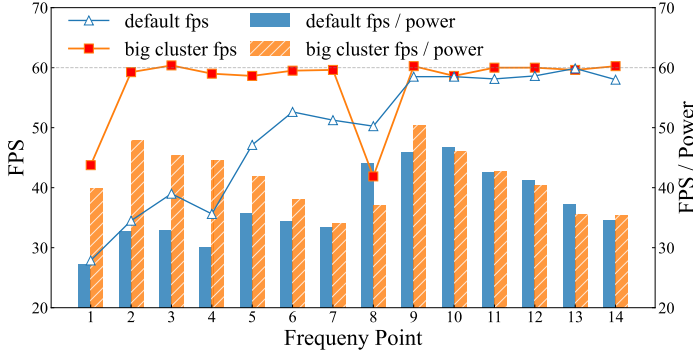 70
60
50
40
30
20
FPS
default fps
big cluster fps
default fps / power
big cluster fps / power
70
60
50
40
30
20
FPS / Power
1 2 3 4 5 6 7 8 9 10 11 12 13 14
Frequeny Point